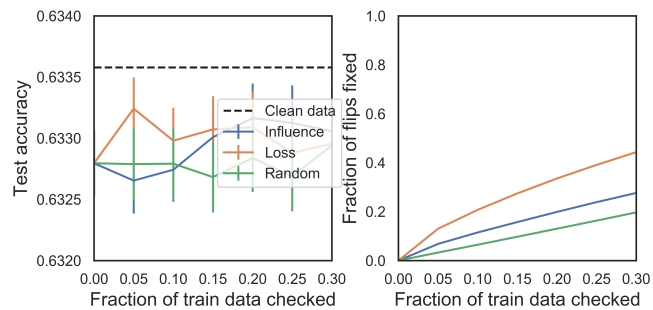 0.6340
0.6335
0.6330
0.6325
0.6320
Test accuracy
0.00 0.05 0.10 0.15 0.20 0.25 0.30
Fraction of train data checked
Clean data
Influence
Loss
Random
1.0
0.8
0.6
0.4
0.2
0.0
Fraction of flips fixed
0.00 0.05 0.10 0.15 0.20 0.25 0.30
Fraction of train data checked